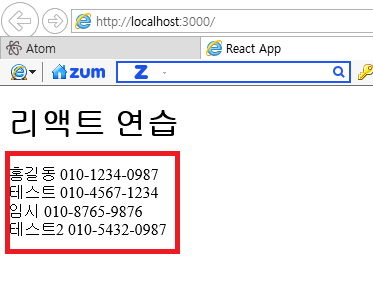 http://localhost:3000/
Atom
React App
zum
리액트 연습
홍길동 010-1234-0987
테스트 010-4567-1234
임시 010-8765-9876
테스트2 010-5432-0987